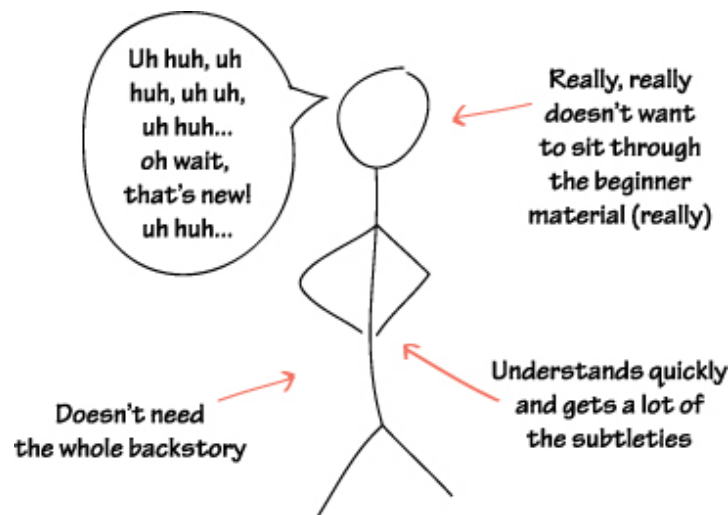 Uh huh, uh
huh, uh uh,
uh huh...
oh wait,
that's new!
uh huh...
Really, really
doesn't want
to sit through
the beginner
material (really)
Doesn't need
the whole backstory
Understands quickly
and gets a lot of
the subtleties